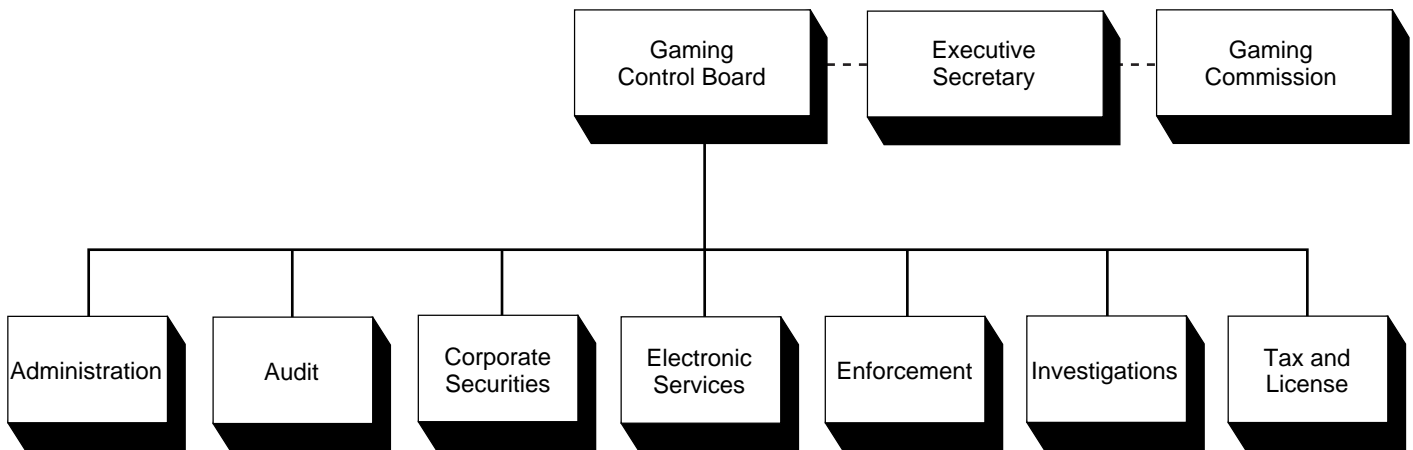 Gaming
Control Board
Executive
Secretary
Gaming
Commission
Administration
Audit
Corporate
Securities
Electronic
Services
Enforcement
Investigations
Tax and
License